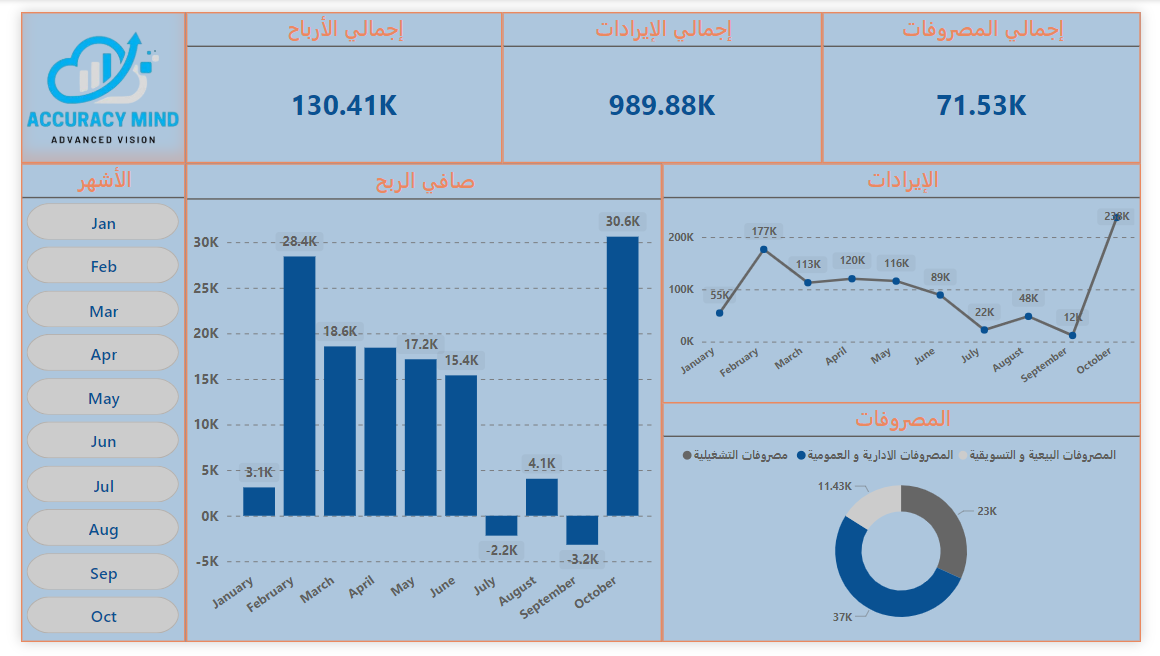 ACCURACY MIND
ADVANCED VISION
إجمالي الأرباح
130.41K
إجمالي الإيرادات
989.88K
إجمالي المصروفات
71.53K
الأشهر
Jan
Feb
Mar
Apr
May
Jun
Jul
Aug
Sep
Oct
صافي الربح
30K
25K
20K
15K
10K
5K
0K
-5K
3.1K
28.4K
18.6K
17.2K
15.4K
-2.2K
4.1K
-3.2K
30.6K
January
February
March
April
May
June
July
August
September
October
الإيرادات
200K
100K
0K
55K
177K
113K
120K
116K
89K
22K
48K
12K
238K
January
February
March
April
May
June
July
August
September
October
المصروفات
مصروفات التشغيلية
المصروفات الادارية و العمومية
المصروفات البيعية و التسويقية
11.43K
23K
37K